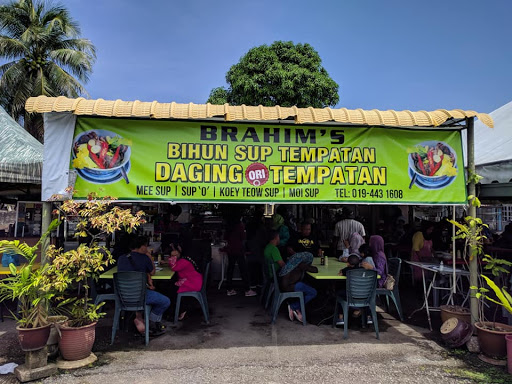 BRAHIM'S
BIHUN SUP TEMPATAN
DAGING ORI TEMPATAN
MEE SUP | SUP 'O' | KOEY TEOW SUP | MOI SUP TEL: 019-443 1608